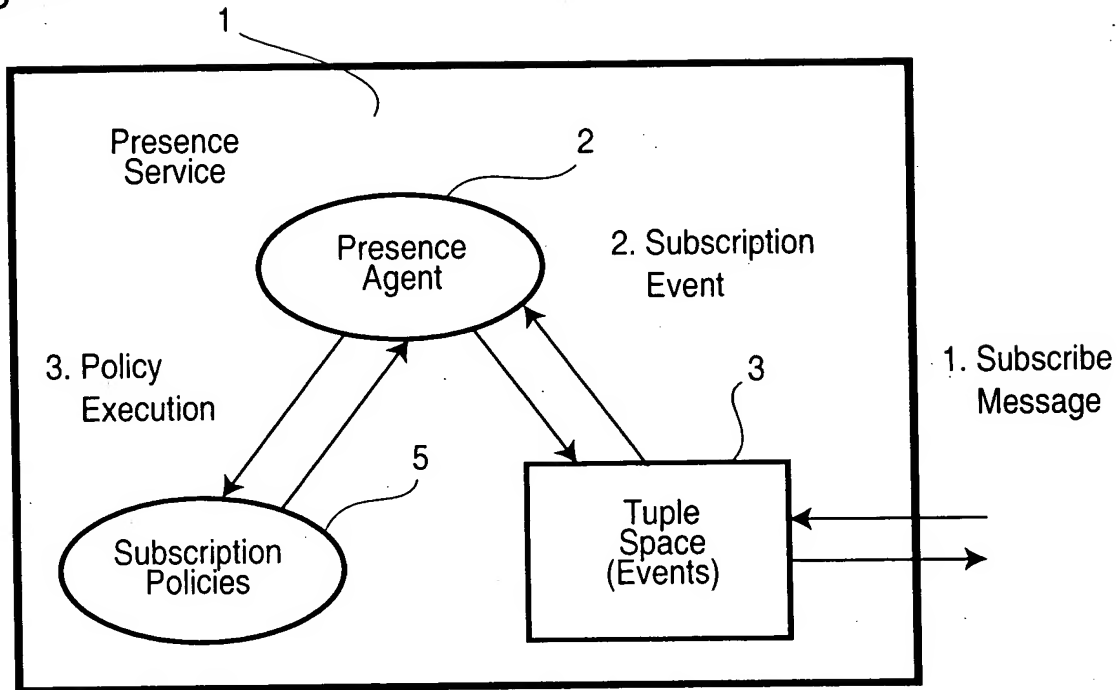 1
Presence
Service
2
Presence
Agent
2. Subscription
Event
3. Policy
Execution
3
1. Subscribe
Message
5
Subscription
Policies
Tuple
Space
(Events)